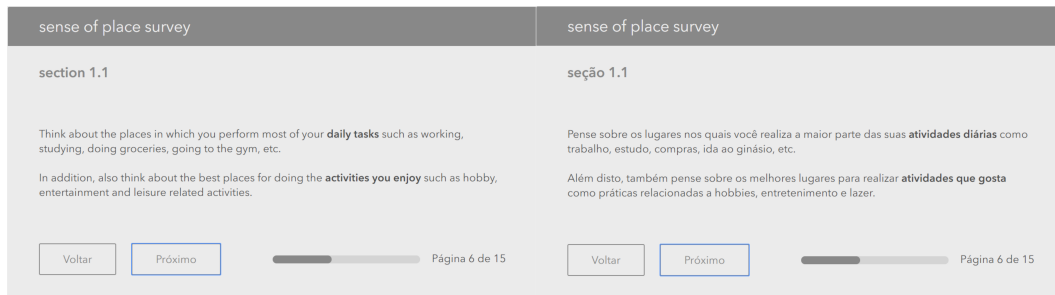 sense of place survey
section 1.1
Think about the places in which you perform most of your daily tasks such as working,
studying, doing groceries, going to the gym, etc.
In addition, also think about the best places for doing the activities you enjoy such as hobby,
entertainment and leisure related activities.
Voltar
Próximo
Página 6 de 15
sense of place survey
seção 1.1
Pense sobre os lugares nos quais você realiza a maior parte das suas atividades diárias como
trabalho, estudo, compras, ida ao ginásio, etc.
Além disto, também pense sobre os melhores lugares para realizar atividades que gosta
como práticas relacionadas a hobbies, entretenimento e lazer.
Voltar
Próximo
Página 6 de 15